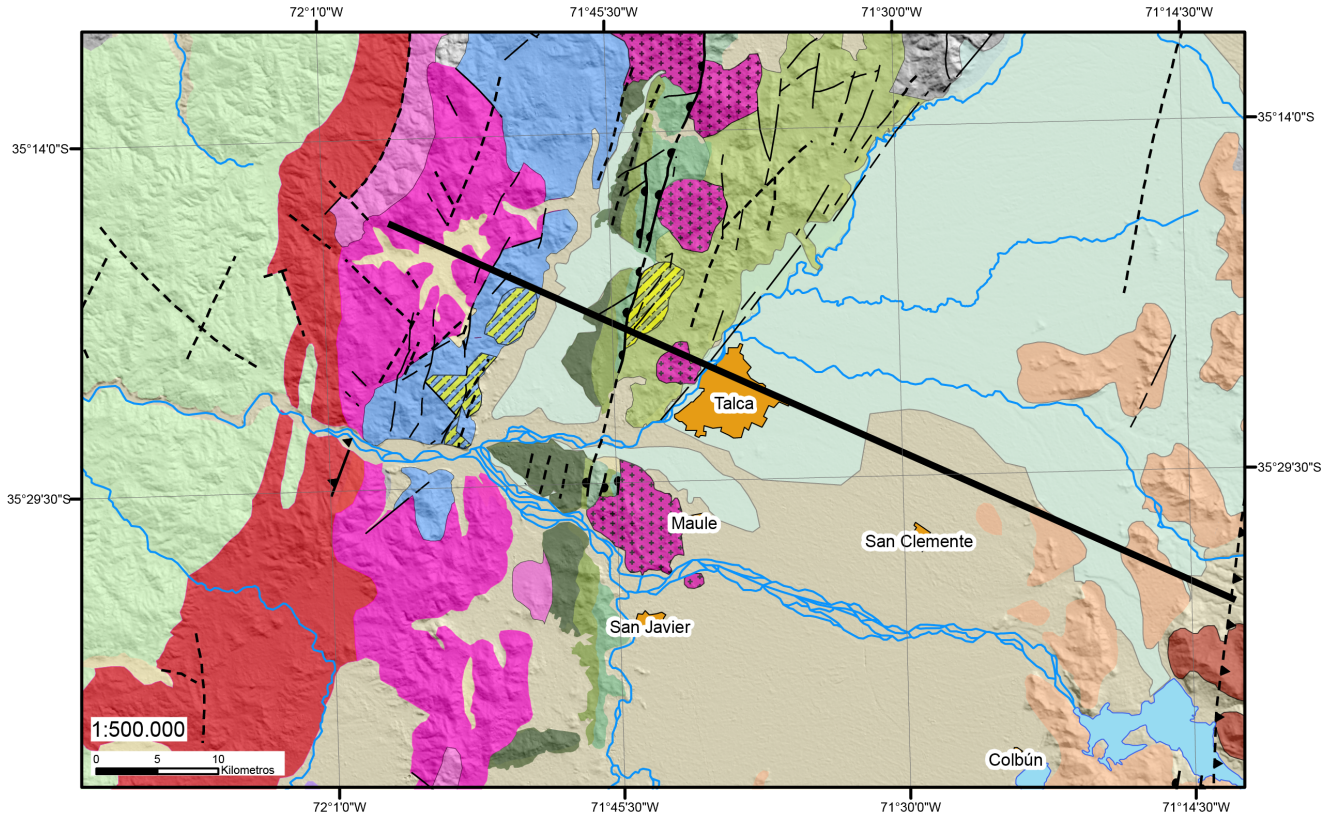 72°1'0"W
71°45'30"W
71°30'0"W
71°14'30"W
35°14'0"S
35°14'0"S
Talca
35°29'30"S
35°29'30"S
Maule
San Clemente
San Javier
1:500.000
0 5 10
Kilometros
Colbún
72°1'0"W
71°45'30"W
71°30'0"W
71°14'30"W